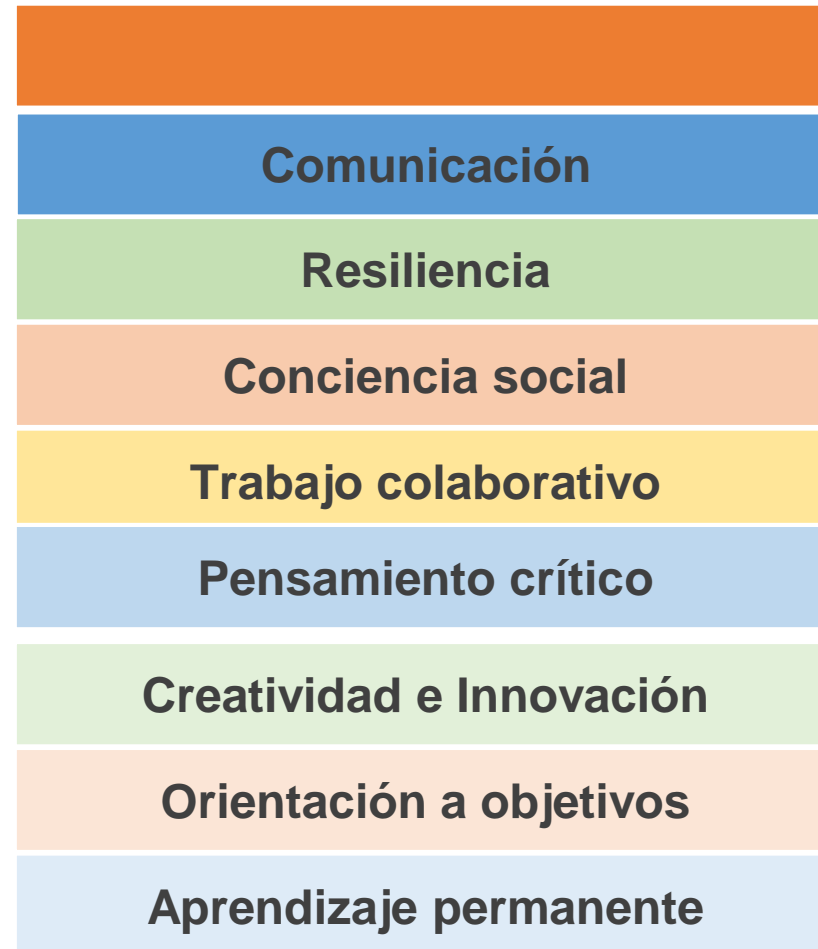 Comunicación
Resiliencia
Conciencia social
Trabajo colaborativo
Pensamiento crítico
Creatividad e Innovación
Orientación a objetivos
Aprendizaje permanente